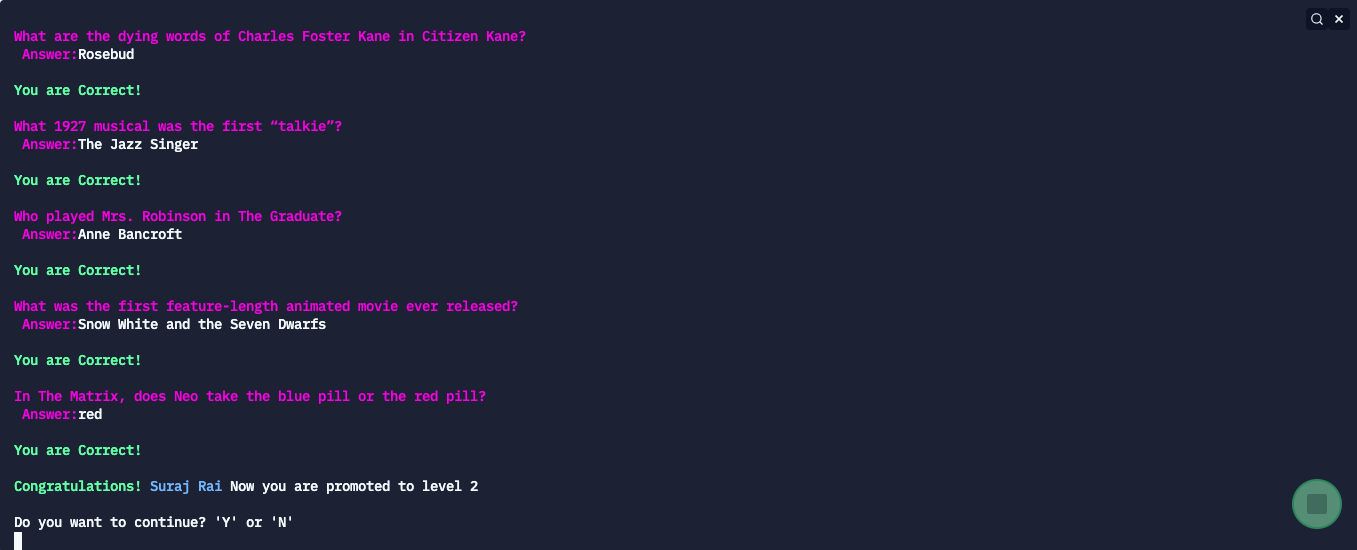 What are the dying words of Charles Foster Kane in Citizen Kane?
Answer:Rosebud
You are Correct!
What 1927 musical was the first “talkie”?
Answer:The Jazz Singer
You are Correct!
Who played Mrs. Robinson in The Graduate?
Answer:Anne Bancroft
You are Correct!
What was the first feature-length animated movie ever released?
Answer:Snow White and the Seven Dwarfs
You are Correct!
In The Matrix, does Neo take the blue pill or the red pill?
Answer:red
You are Correct!
Congratulations! Suraj Rai Now you are promoted to level 2
Do you want to continue? 'Y' or 'N'